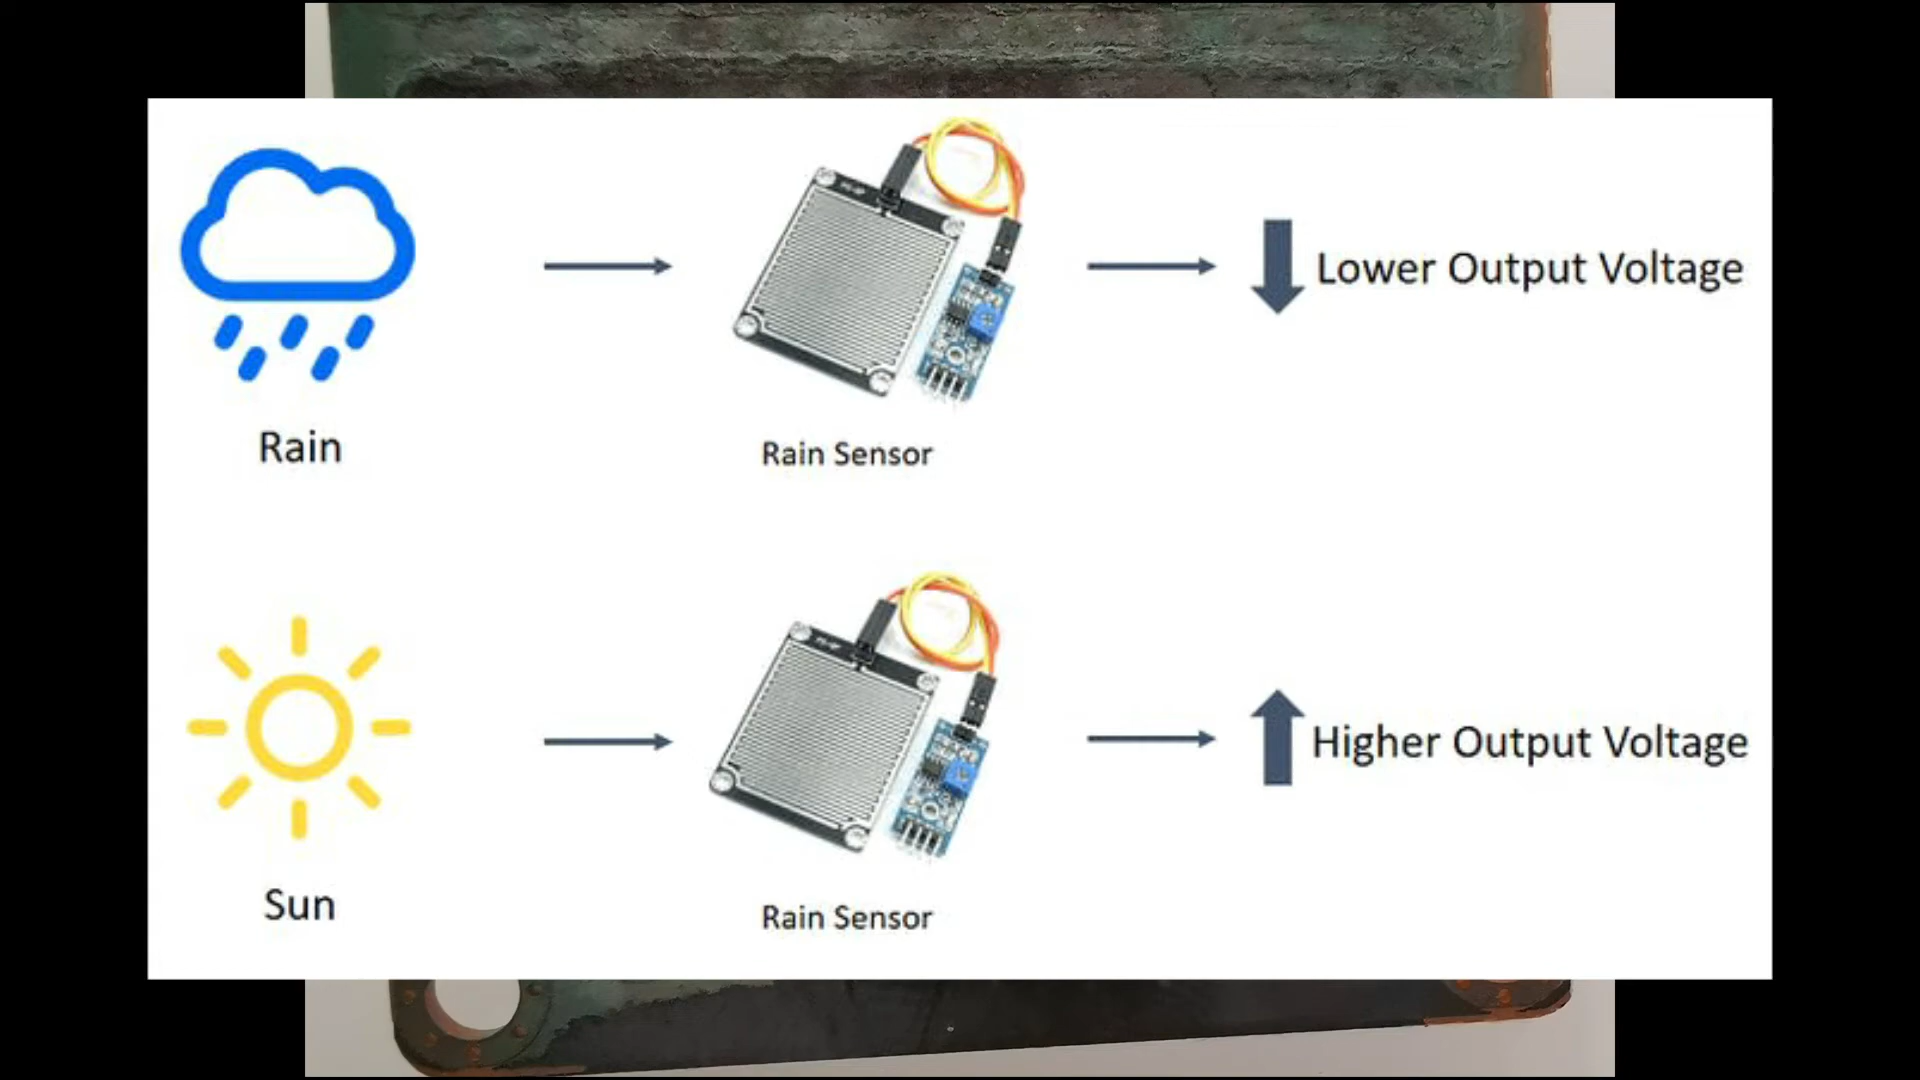 Lower Output Voltage
Rain
Rain Sensor
Higher Output Voltage
Sun
Rain Sensor